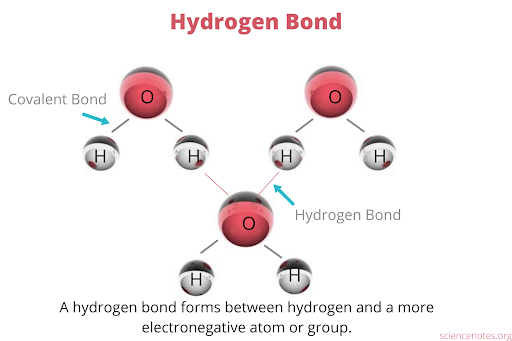 Hydrogen Bond
Covalent Bond
O
O
H
H
H
H
Hydrogen Bond
O
H
H
A hydrogen bond forms between hydrogen and a more
electronegative atom or group.
sciencenotes.org